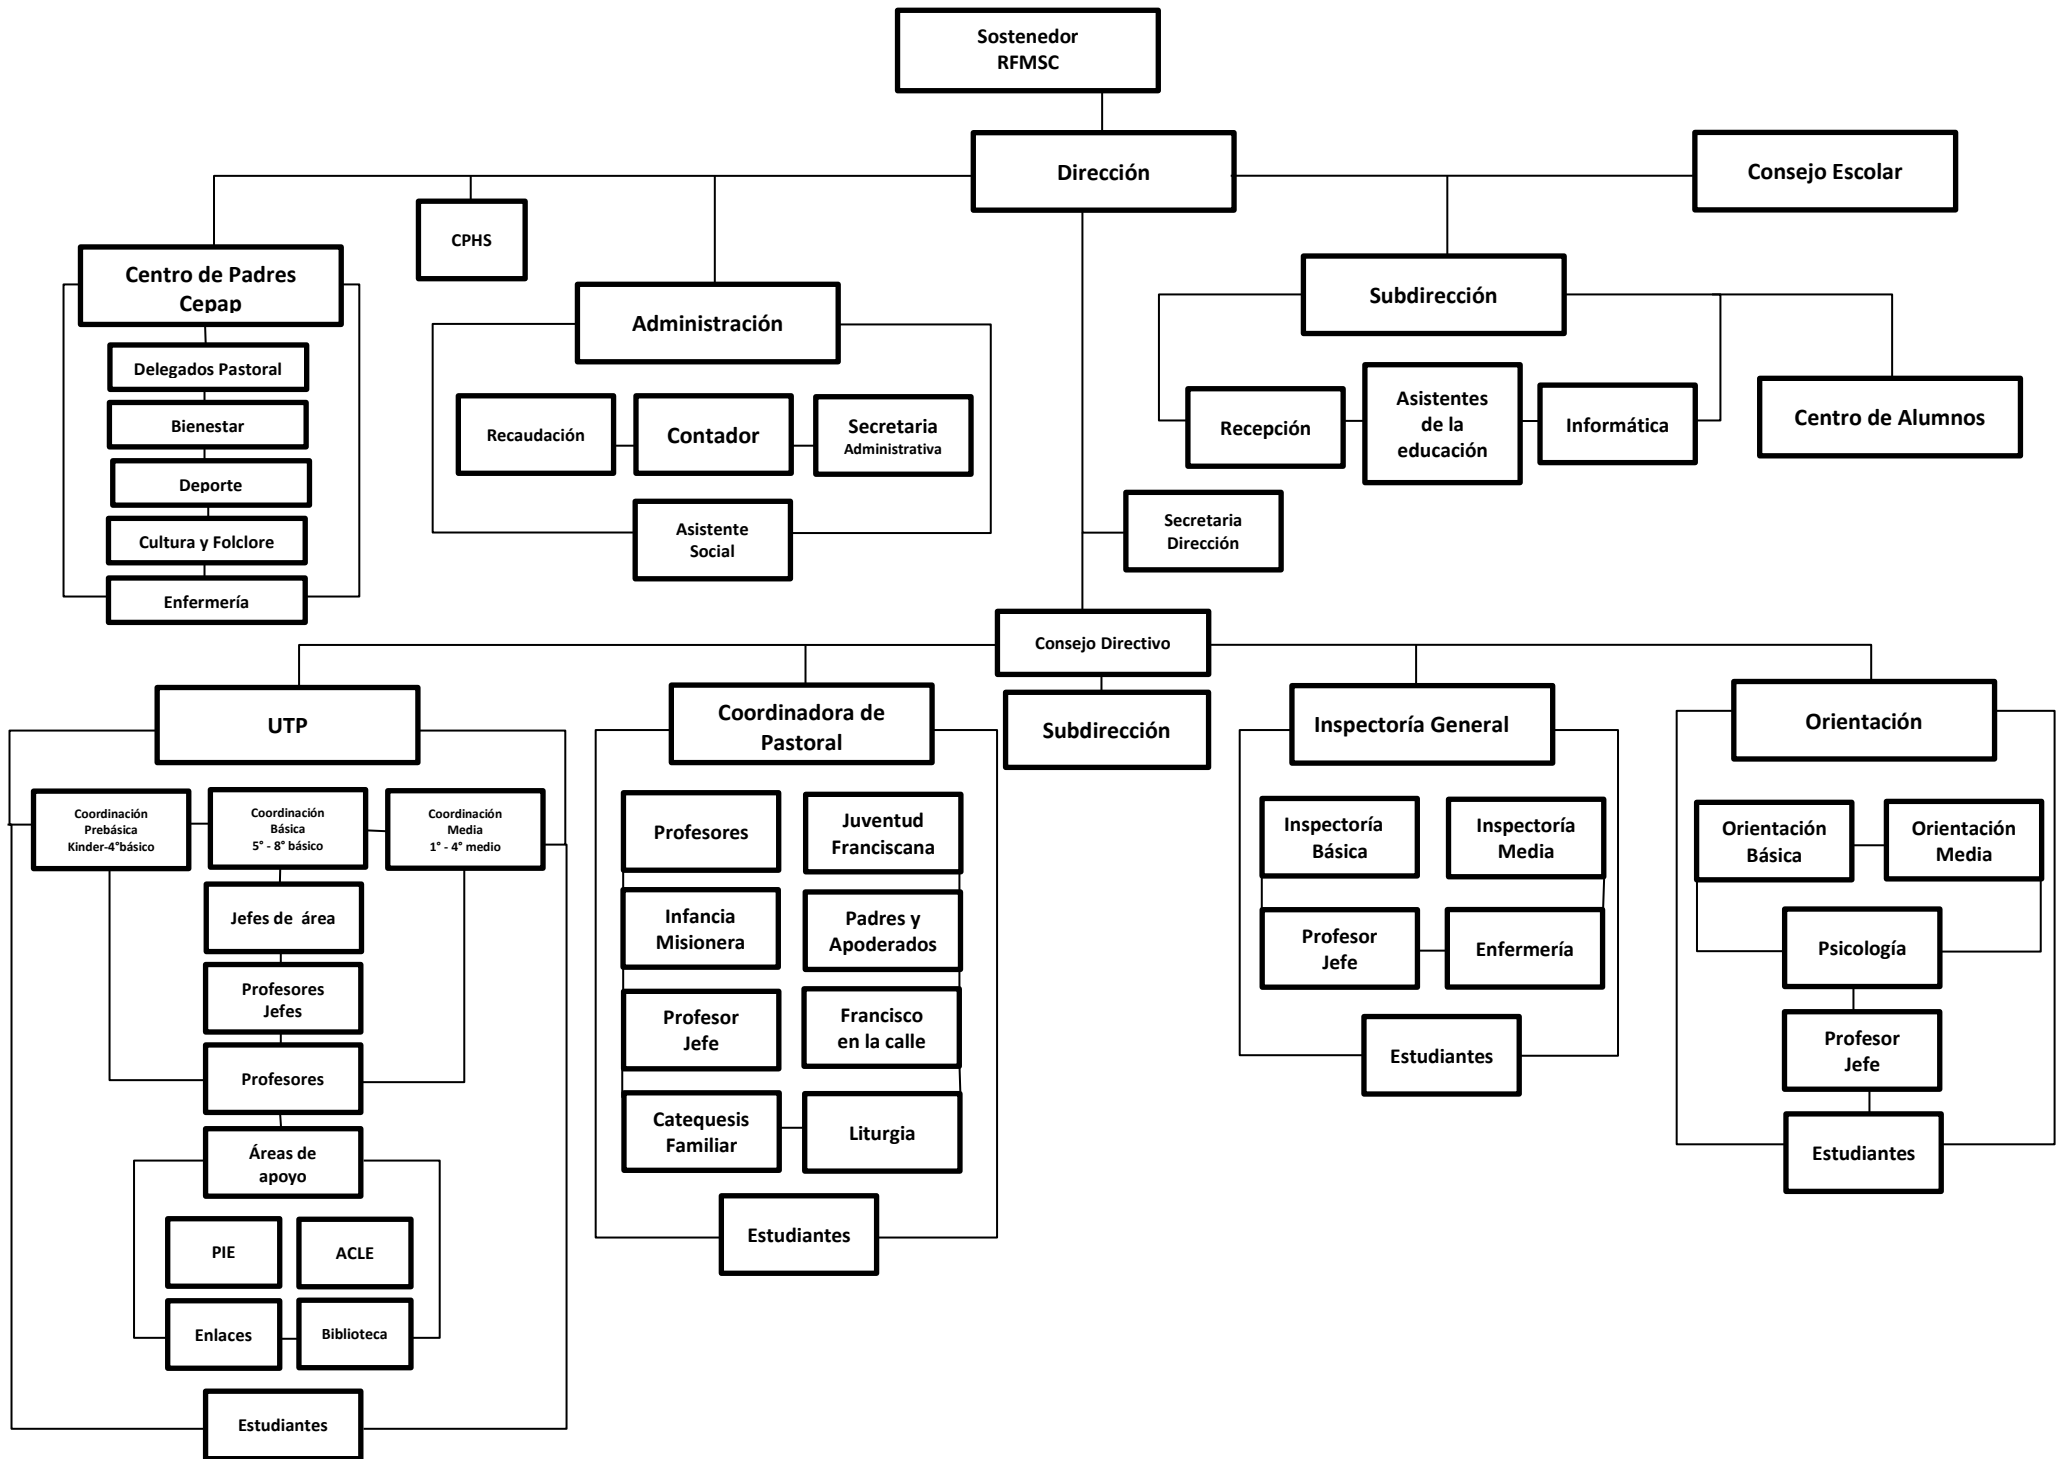 Sostenedor
RFMSC
Dirección
Consejo Escolar
CPHS
Centro de Padres
Cepap
Delegados Pastoral
Bienestar
Deporte
Cultura y Folclore
Enfermería
Administración
Recaudación
Contador
Secretaria
Administrativa
Asistente
Social
Subdirección
Recepción
Asistentes
de la
educación
Informática
Centro de Alumnos
Secretaria
Dirección
Consejo Directivo
UTP
Coordinación
Prebásica
Kinder-4°básico
Coordinación
Básica
5° - 8° básico
Coordinación
Media
1° - 4° medio
Jefes de área
Profesores
Jefes
Profesores
Áreas de
apoyo
PIE
ACLE
Enlaces
Biblioteca
Estudiantes
Coordinadora de
Pastoral
Profesores
Juventud
Franciscana
Infancia
Misionera
Padres y
Apoderados
Profesor
Jefe
Francisco
en la calle
Catequesis
Familiar
Liturgia
Estudiantes
Subdirección
Inspectoría General
Inspectoría
Básica
Inspectoría
Media
Profesor
Jefe
Enfermería
Estudiantes
Orientación
Orientación
Básica
Orientación
Media
Psicología
Profesor
Jefe
Estudiantes